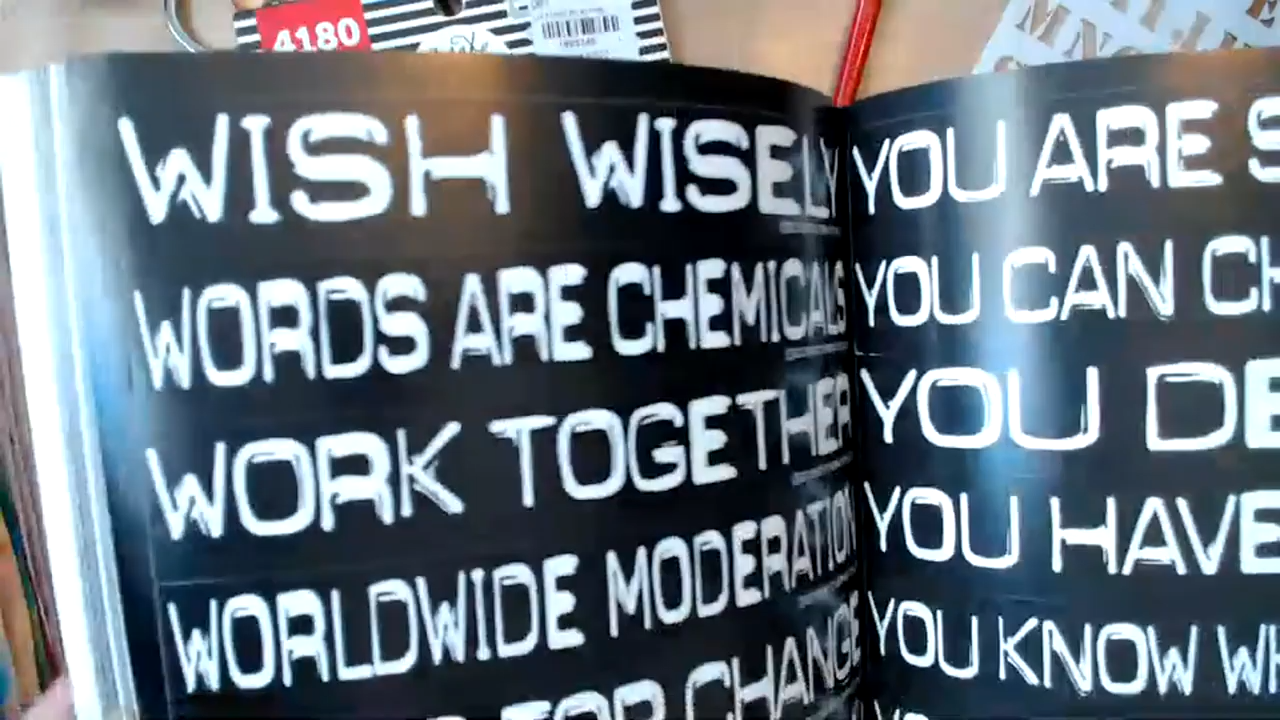 4180
WISH WISELY
WORDS ARE CHEMICALS
WORK TOGETHER
WORLDWIDE MODERATION
FOR CHANGE
YOU ARE
YOU CAN
YOU
YOU HAVE
YOU KNOW